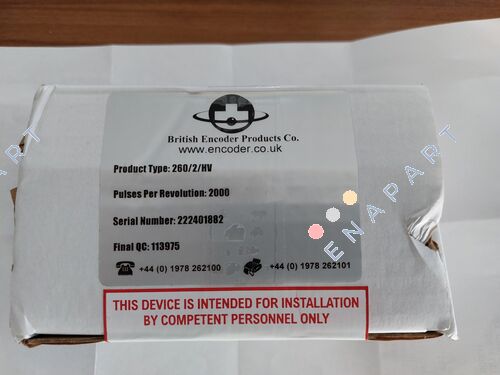 British Encoder Products Co.
www.encoder.co.uk
Product Type: 260/2/HV
Pulses Per Revolution: 2000
Serial Number: 222401882
Final QC: 113975
+44 (0) 1978 262100 +44 (0) 1978 262101
THIS DEVICE IS INTENDED FOR INSTALLATION
BY COMPETENT PERSONNEL ONLY
ENAPART
ENAPART
ENAPART